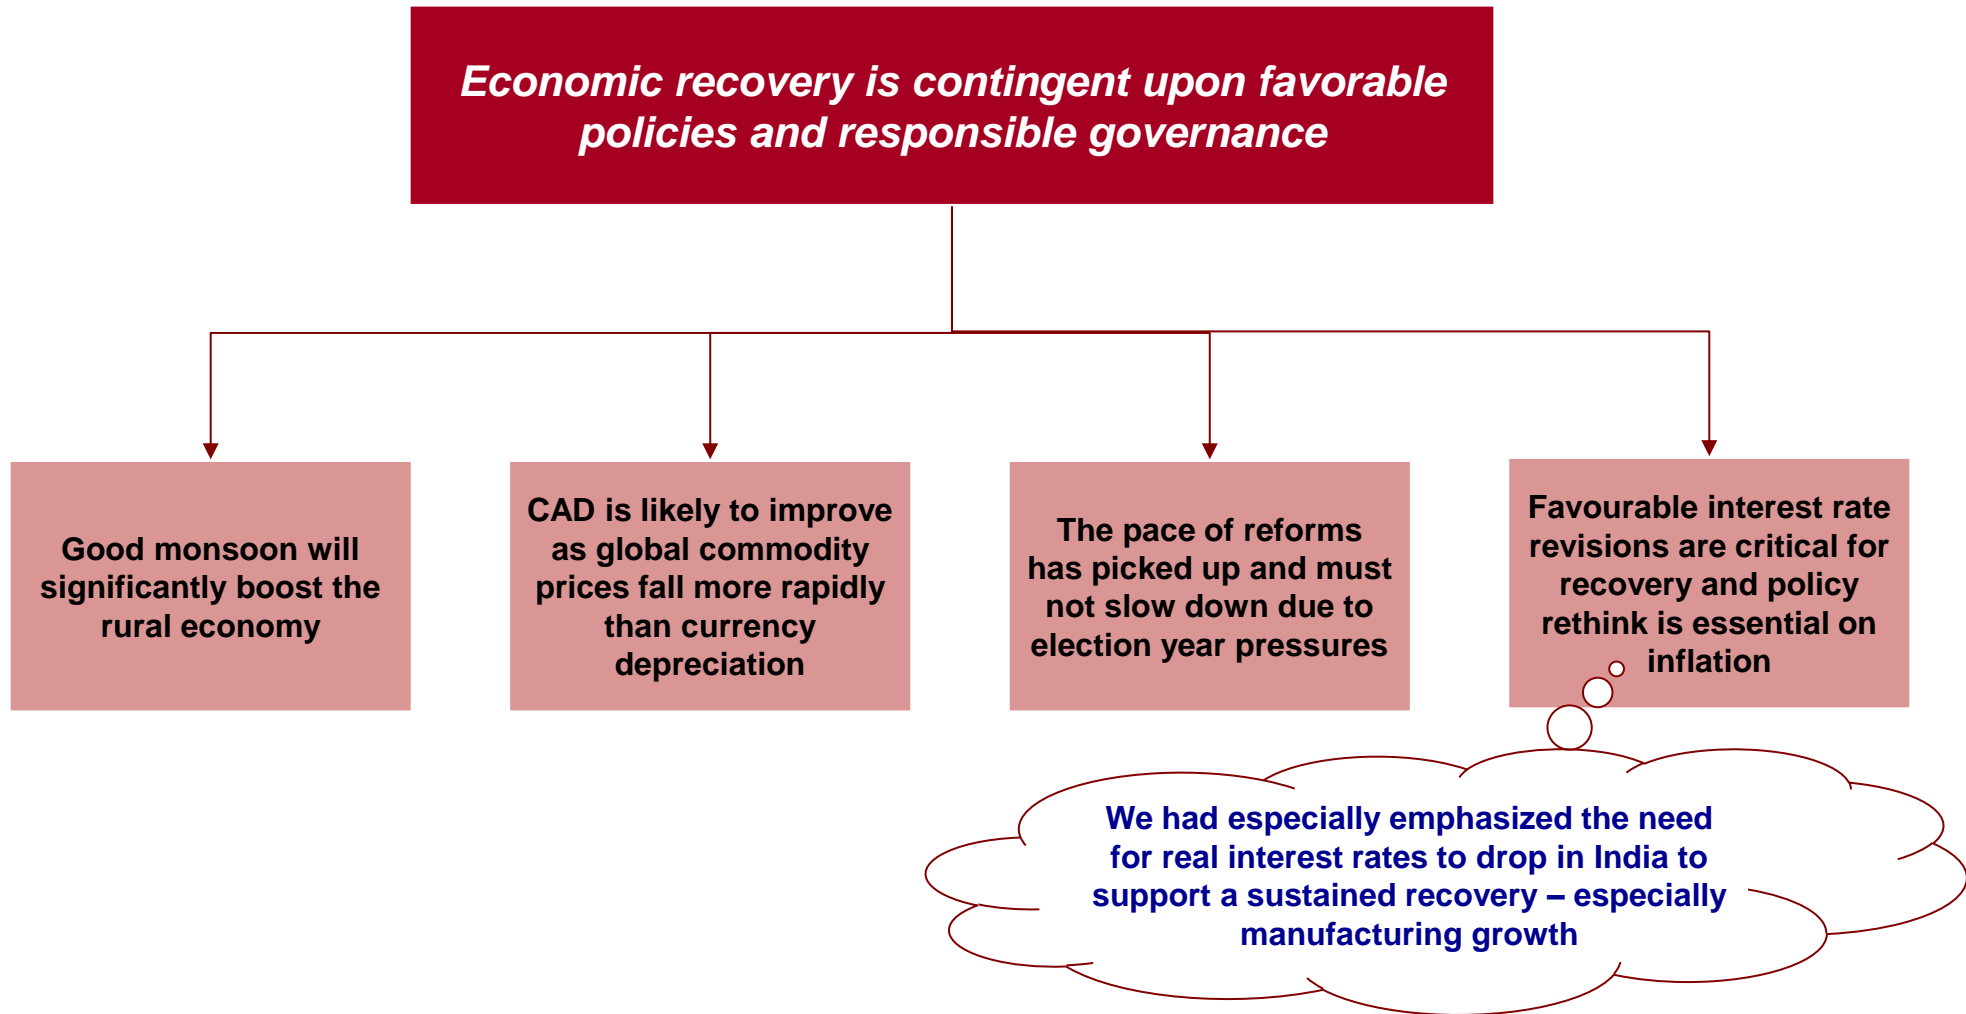 Economic recovery is contingent upon favorable
policies and responsible governance
Good monsoon will
significantly boost the
rural economy
CAD is likely to improve
as global commodity
prices fall more rapidly
than currency
depreciation
The pace of reforms
has picked up and must
not slow down due to
election year pressures
Favourable interest rate
revisions are critical for
recovery and policy
rethink is essential on
inflation
We had especially emphasized the need
for real interest rates to drop in India to
support a sustained recovery – especially
manufacturing growth